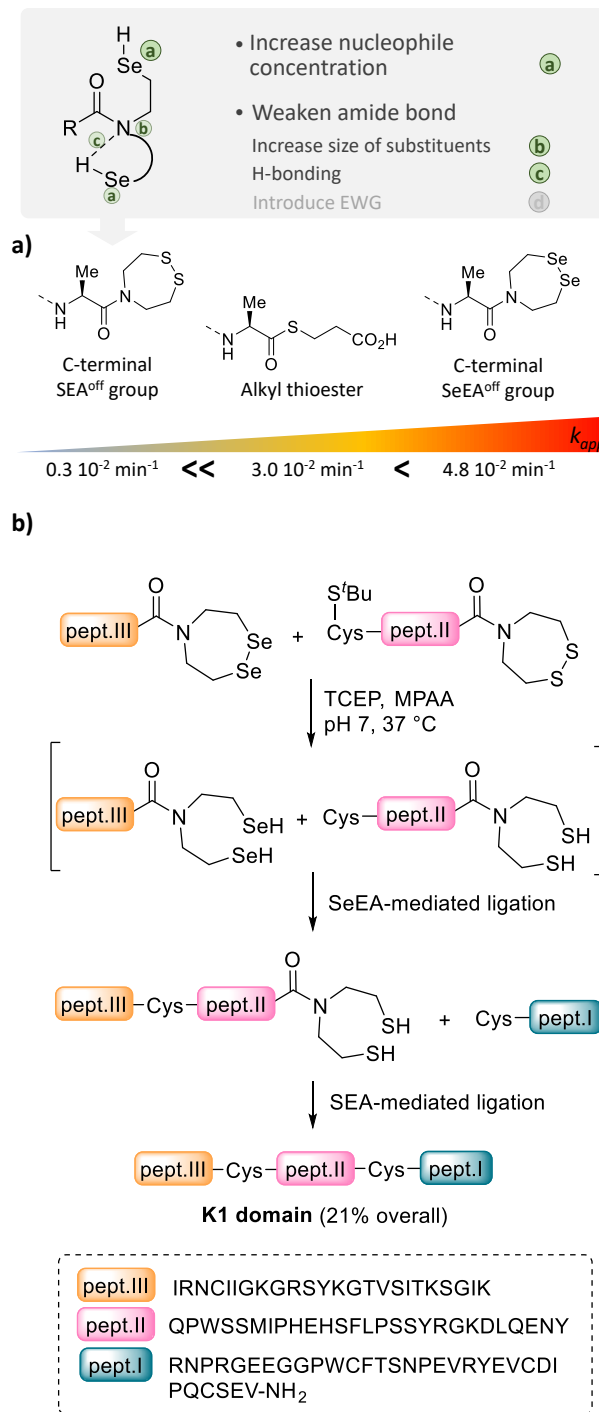 H
Se
a
• Increase nucleophile
concentration
a
O
R
N
b
c
H
Se
a
• Weaken amide bond
Increase size of substituents
b
H-bonding
c
Introduce EWG
d
a)
Me
N
H
O
N
S
S
C-terminal
SEAoff group
Me
N
H
O
S
CO2H
Alkyl thioester
Me
N
H
O
N
Se
Se
C-terminal
SeEAoff group
kapp
0.3 10-2 min-1 << 3.0 10-2 min-1 < 4.8 10-2 min-1
b)
O
pept.III
N
Se
Se
+
StBu
Cys
pept.II
O
N
S
S
TCEP, MPAA
pH 7, 37 °C
O
pept.III
N
SeH
SeH
+
Cys
pept.II
O
N
SH
SH
SeEA-mediated ligation
O
pept.III
Cys
pept.II
N
SH
SH
+
Cys
pept.I
SEA-mediated ligation
pept.III
Cys
pept.II
Cys
pept.I
K1 domain (21% overall)
pept.III IRNCIIGKGRSYKGTVSITKSGIK
pept.II QPWSSMIPHEHSFLPSSYRGKDLQENY
pept.I RNPRGEEGGPWCFTSNPEVRYEVCDI
PQCSEV-NH2